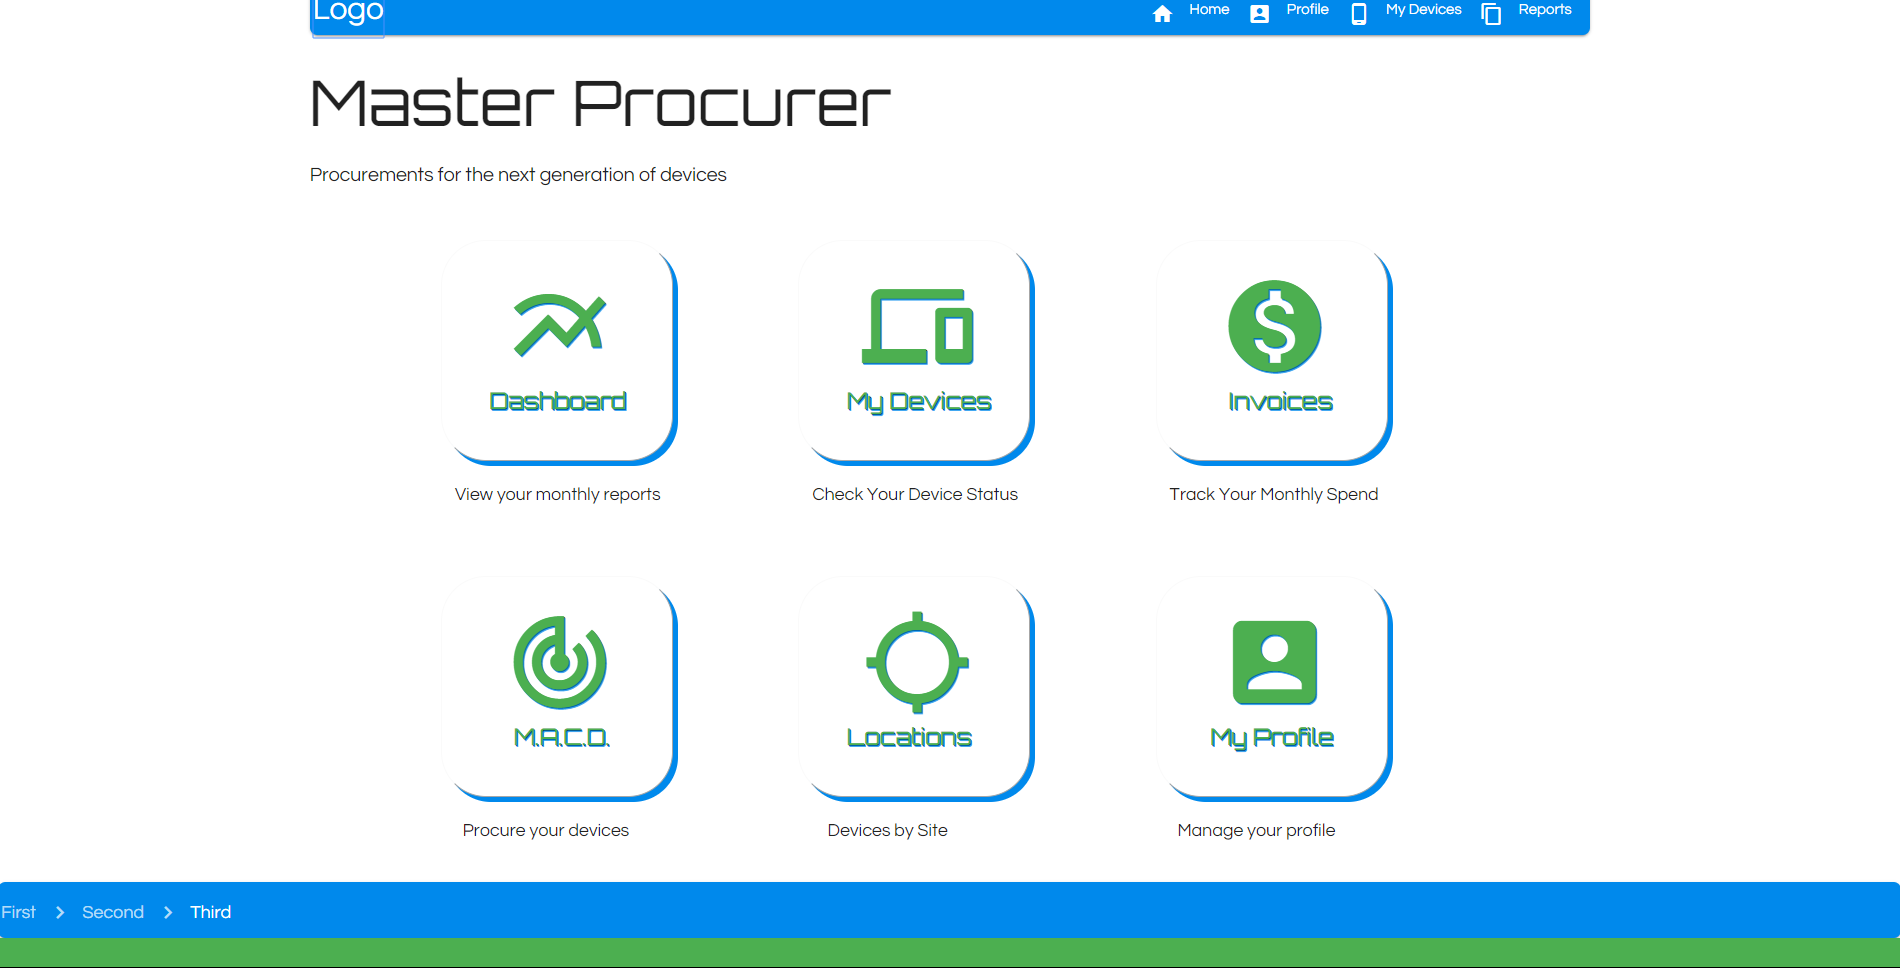 Logo
Home Profile My Devices Reports
Master Procurer
Procurements for the next generation of devices
Dashboard My Devices Invoices
View your monthly reports Check Your Device Status Track Your Monthly Spend
M.A.C.D. Locations My Profile
Procure your devices Devices by Site Manage your profile
First Second Third